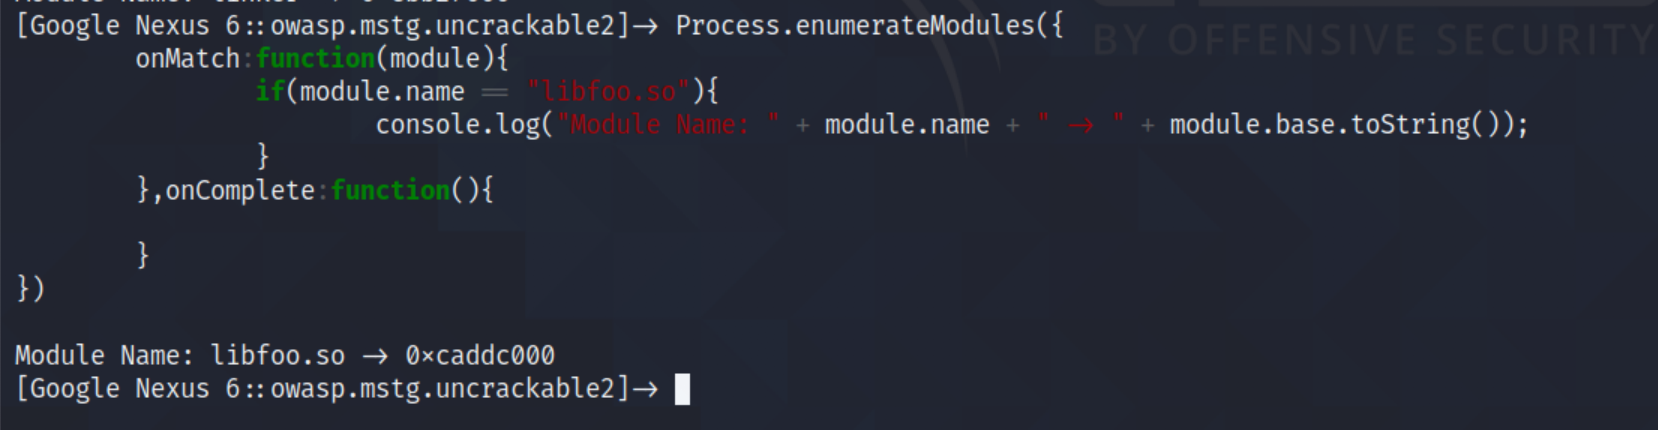 [Google Nexus 6::owasp.mstg.uncrackable2]-> Process.enumerateModules({
BY OFFENSIVE SECURITY
onMatch:function(module){
if(module.name == "libfoo.so"){
console.log("Module Name: " + module.name + " -> " + module.base.toString());
}
},onComplete:function(){
}
})
Module Name: libfoo.so -> 0xcaddc000
[Google Nexus 6::owasp.mstg.uncrackable2]->